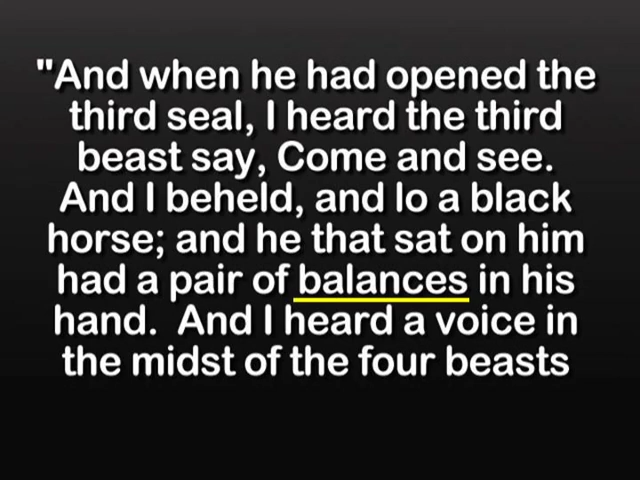 "And when he had opened the
third seal, I heard the third
beast say, Come and see.
And I beheld, and lo a black
horse; and he that sat on him
had a pair of balances in his
hand.  And I heard a voice in
the midst of the four beasts